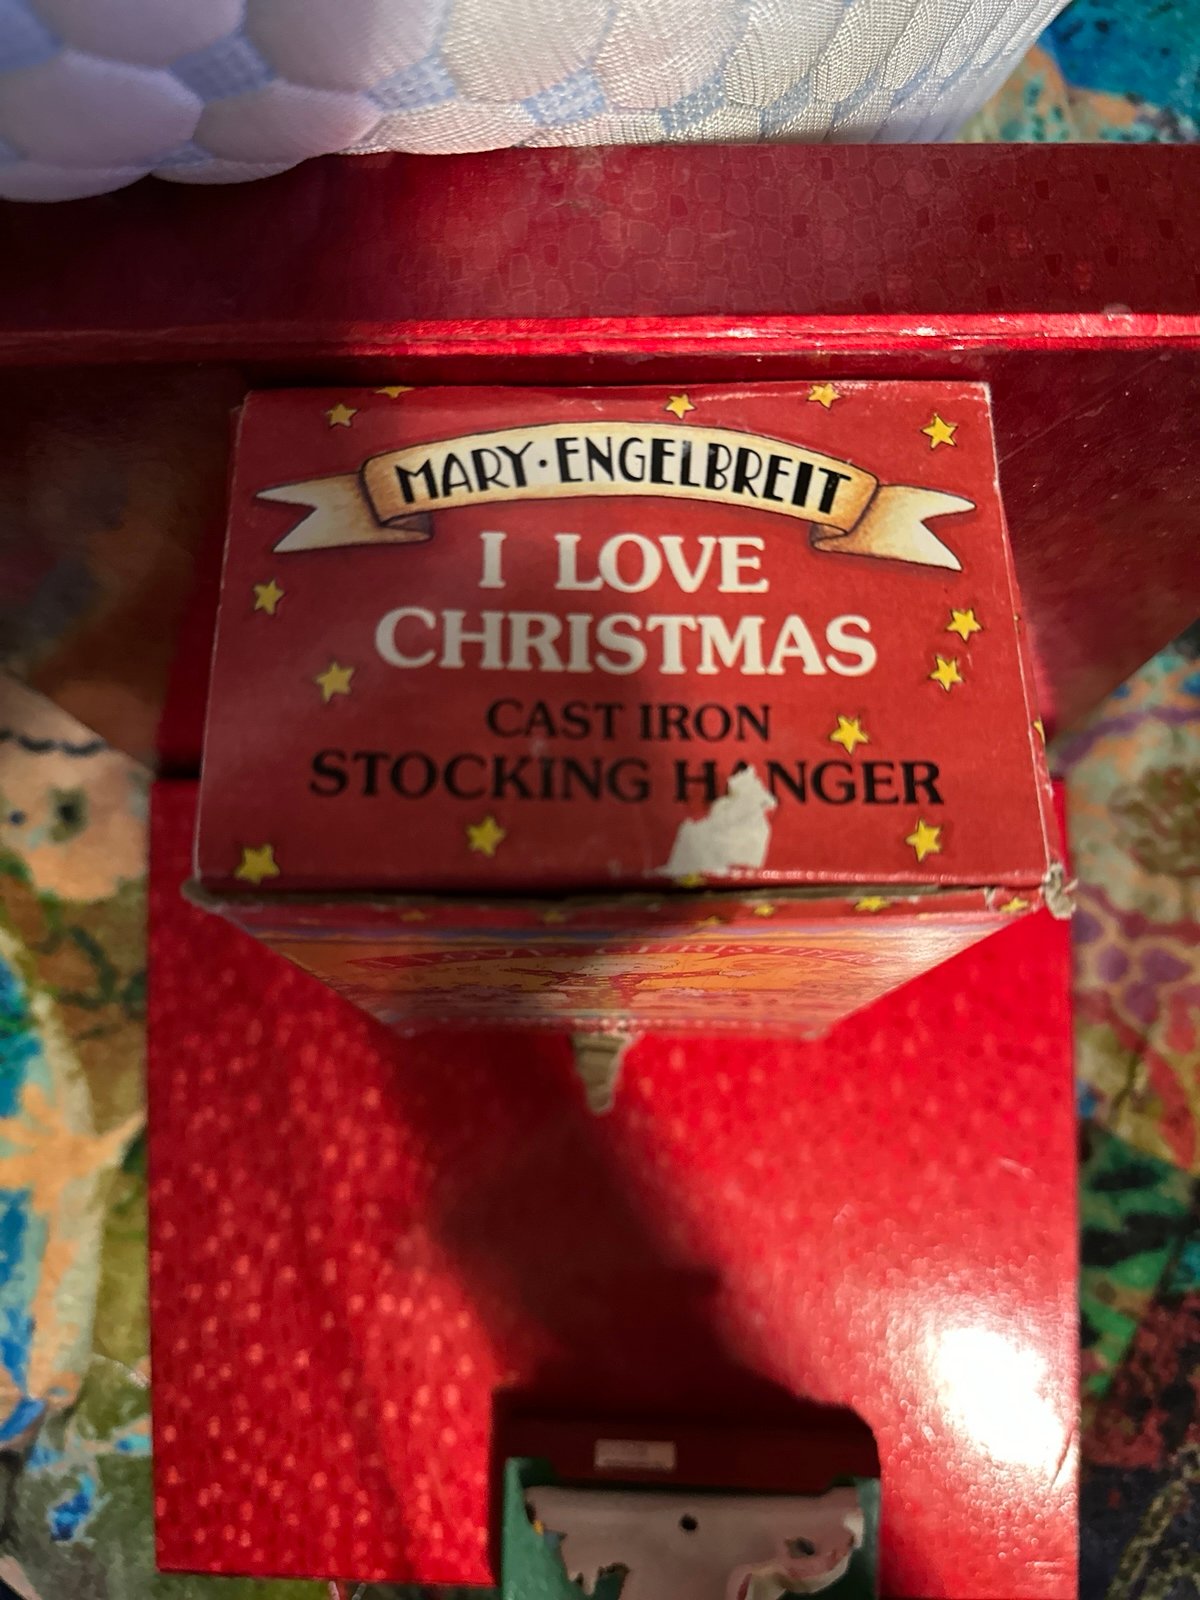 MARY·ENGELBREIT
I LOVE
CHRISTMAS
CAST IRON
STOCKING HANGER